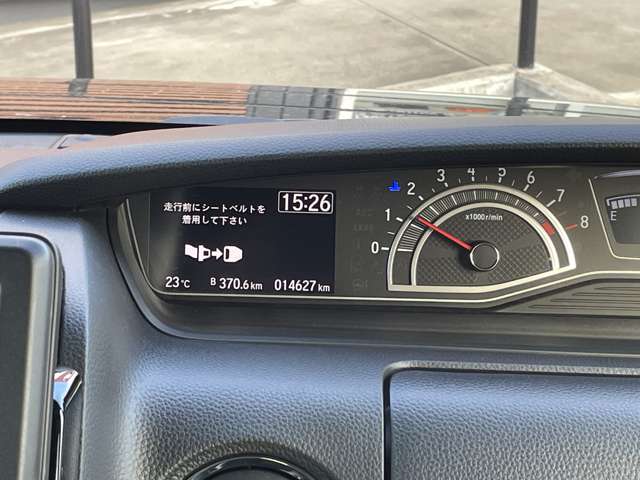 走行前にシートベルトを
着用して下さい
15:26
23℃ B 370.6 km 014627 km
0 1 2 3 4 5 6 7 8
x1000r/min
E